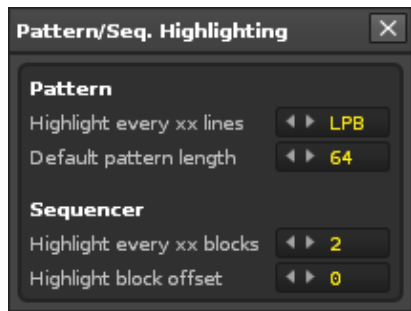 Pattern/Seq. Highlighting
Pattern
Highlight every xx lines LPB
Default pattern length 64
Sequencer
Highlight every xx blocks 2
Highlight block offset 0